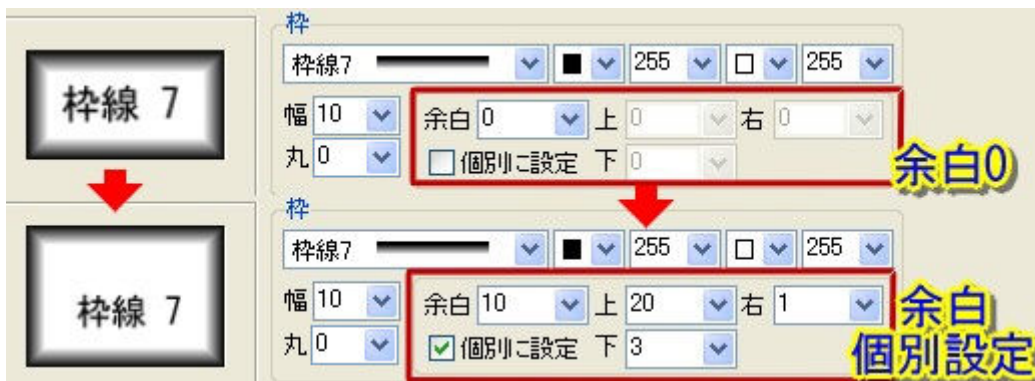 枠線 7
枠
枠線7 255 255
幅 10 余白 0 上 0 右 0
丸 0 個別に設定 下 0
余白0
枠線 7
枠
枠線7 255 255
幅 10 余白 10 上 20 右 1
丸 0 個別に設定 下 3
余白
個別設定